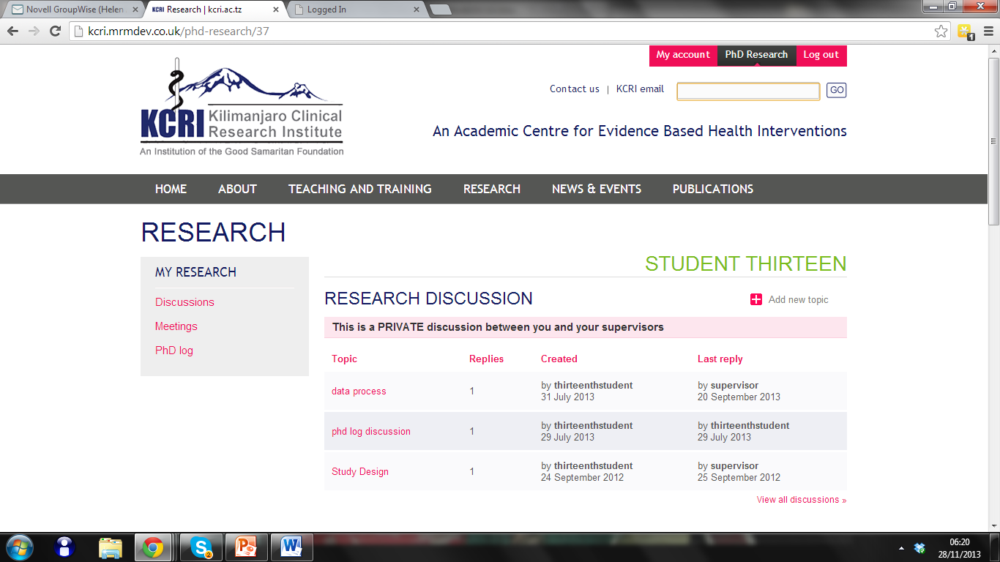 Novell GroupWise (Helen
KCRI Research | kcri.ac.tz
Logged In
kcri.mrmdev.co.uk/phd-research/37
1
My account PhD Research Log out
Contact us | KCRI email GO
KCRI Kilimanjaro Clinical
Research Institute
An Institution of the Good Samaritan Foundation
An Academic Centre for Evidence Based Health Interventions
HOME ABOUT TEACHING AND TRAINING RESEARCH NEWS & EVENTS PUBLICATIONS
RESEARCH
MY RESEARCH
Discussions
Meetings
PhD log
STUDENT THIRTEEN
RESEARCH DISCUSSION
Add new topic
This is a PRIVATE discussion between you and your supervisors
Topic Replies Created Last reply
data process 1 by thirteenthstudent by supervisor
31 July 2013 20 September 2013
phd log discussion 1 by thirteenthstudent by thirteenthstudent
29 July 2013 29 July 2013
Study Design 1 by thirteenthstudent by supervisor
24 September 2012 25 September 2012
View all discussions »
2
06:20
28/11/2013